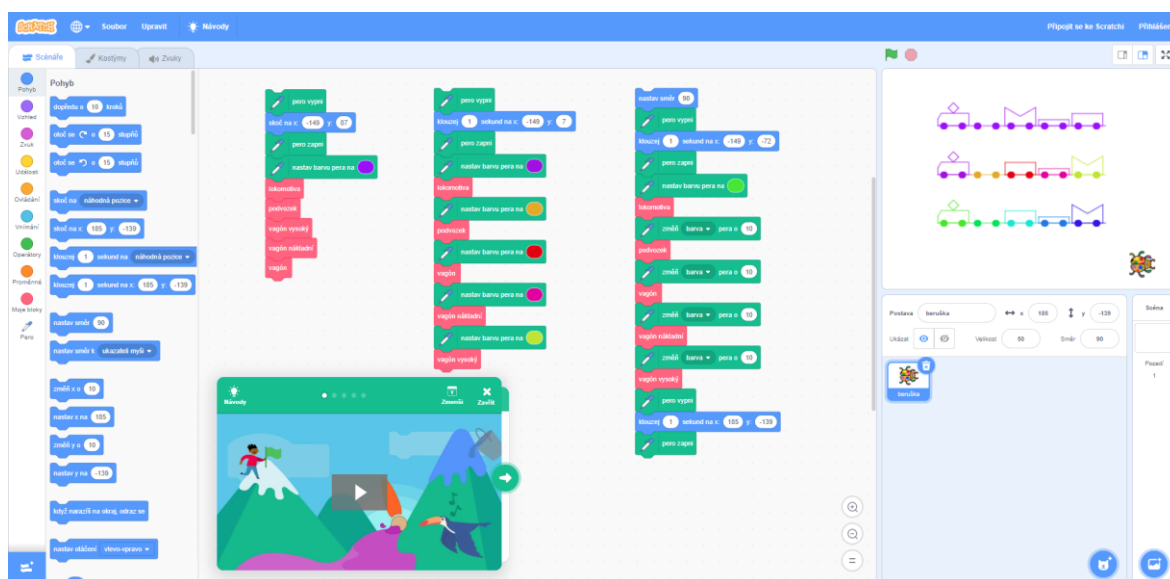 SCRATCH
Soubor
Upravit
Návody
Připojit se ke Scratchi
Přihlášen
Scénáře
Kostýmy
Zvuky
Pohyb
Vzhled
Zvuk
Události
Ovládání
Vnímání
Operátory
Proměnné
Moje bloky
Pero
Pohyb
dopředu o 10 kroků
otoč se o 15 stupňů
otoč se o 15 stupňů
skoč na náhodná pozice
skoč na x: 185 y: -139
klouzej 1 sekund na náhodná pozice
klouzej 1 sekund na x: 185 y: -139
nastav směr 90
nastav směr k ukazateli myši
změň x o 10
nastav x na 185
změň y o 10
nastav y na -139
když narazíš na okraj, odraz se
nastav otáčení vlevo-vpravo
pero vypni
skoč na x: -149 y: 87
pero zapni
nastav barvu pera na
lokomotiva
podvozek
vagón vysoký
vagón nákladní
vagón
pero vypni
klouzej 1 sekund na x: -149 y: 7
pero zapni
nastav barvu pera na
lokomotiva
nastav barvu pera na
podvozek
nastav barvu pera na
vagón
nastav barvu pera na
vagón nákladní
nastav barvu pera na
vagón vysoký
nastav směr 90
pero vypni
klouzej 1 sekund na x: -149 y: -72
pero zapni
nastav barvu pera na
lokomotiva
změň barva pera o 10
podvozek
změň barva pera o 10
vagón
změň barva pera o 10
vagón nákladní
změň barva pera o 10
vagón vysoký
pero vypni
klouzej 1 sekund na x: 185 y: -139
pero zapni
Návody
Zmenšit
Zavřít
Postava beruška x 185 y -139
Ukázat Velikost 50 Směr 90
beruška
Scéna
Pozadí
1